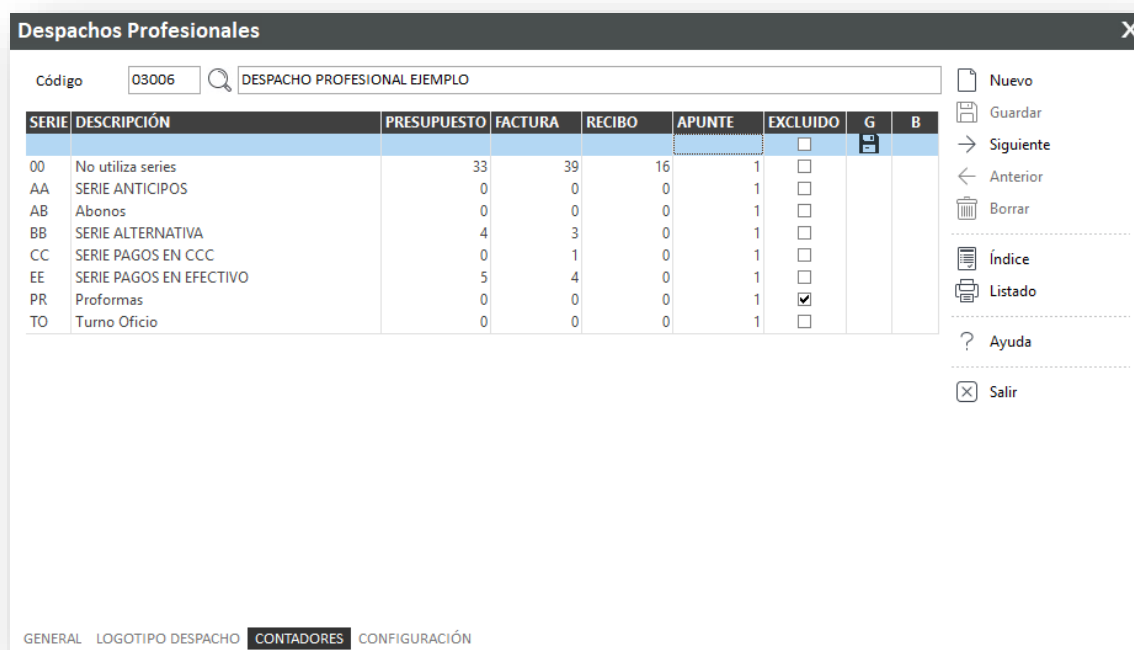 Despachos Profesionales X
Código 03006 DESPACHO PROFESIONAL EJEMPLO
SERIE DESCRIPCIÓN PRESUPUESTO FACTURA RECIBO APUNTE EXCLUIDO G B
00 No utiliza series 33 39 16 1
AA SERIE ANTICIPOS 0 0 0 1
AB Abonos 0 0 0 1
BB SERIE ALTERNATIVA 4 3 0 1
CC SERIE PAGOS EN CCC 0 1 0 1
EE SERIE PAGOS EN EFECTIVO 5 4 0 1
PR Proformas 0 0 0 1
TO Turno Oficio 0 0 0 1
Nuevo
Guardar
Siguiente
Anterior
Borrar
Índice
Listado
? Ayuda
Salir
GENERAL LOGOTIPO DESPACHO CONTADORES CONFIGURACIÓN